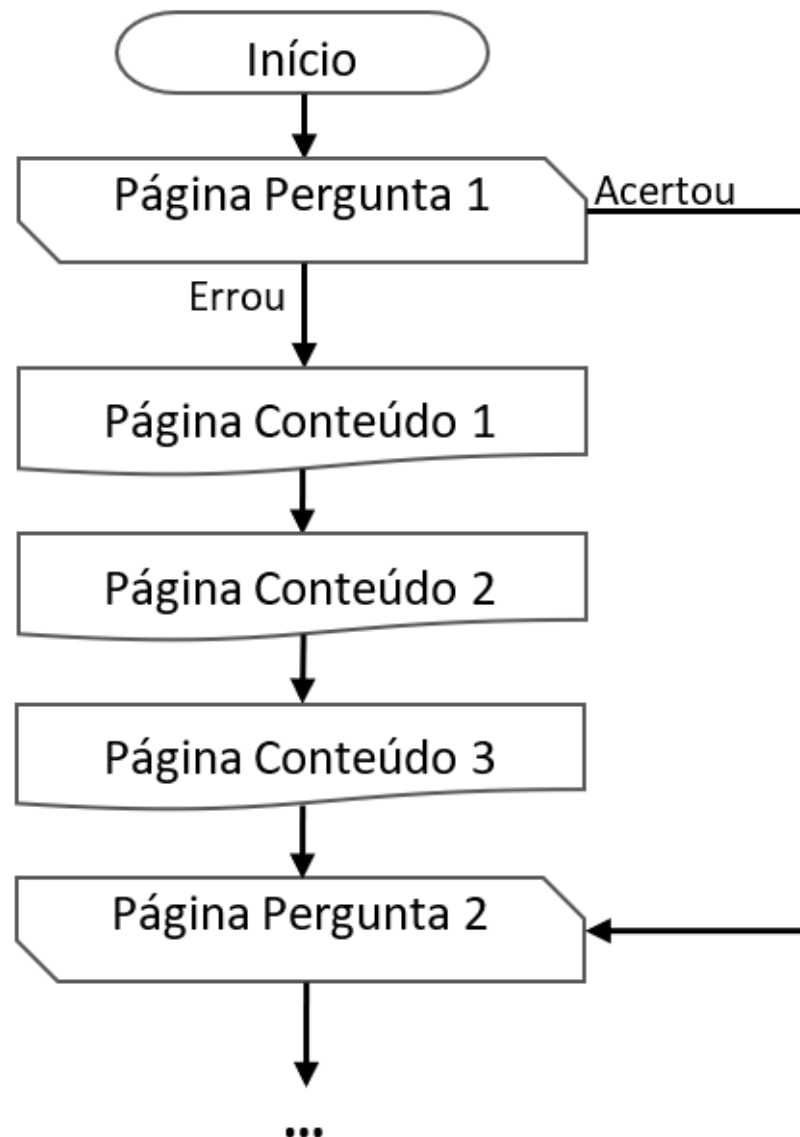 Início
Página Pergunta 1
Acertou
Errou
Página Conteúdo 1
Página Conteúdo 2
Página Conteúdo 3
Página Pergunta 2
...